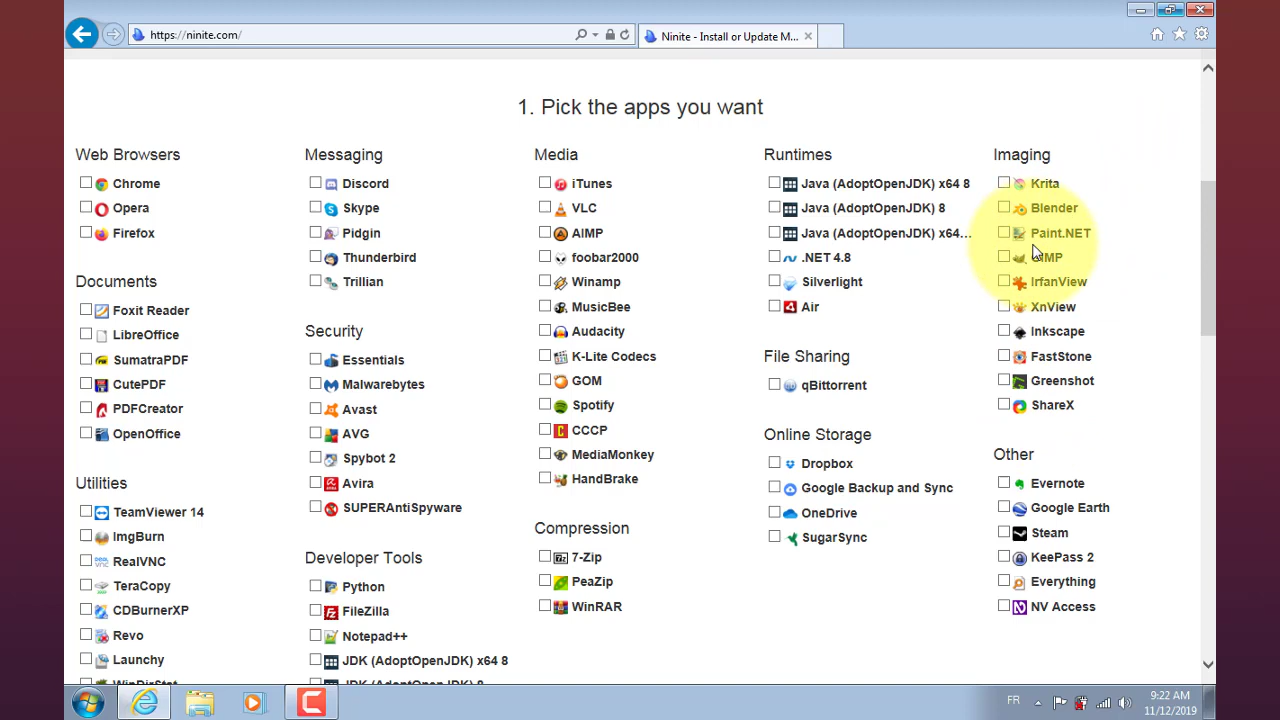 https://ninite.com/
Ninite - Install or Update M...
1. Pick the apps you want
Web Browsers
Chrome
Opera
Firefox
Documents
Foxit Reader
LibreOffice
SumatraPDF
CutePDF
PDFCreator
OpenOffice
Utilities
TeamViewer 14
ImgBurn
RealVNC
TeraCopy
CDBurnerXP
Revo
Launchy
WinDirStat
Messaging
Discord
Skype
Pidgin
Thunderbird
Trillian
Security
Essentials
Malwarebytes
Avast
AVG
Spybot 2
Avira
SUPERAntiSpyware
Developer Tools
Python
FileZilla
Notepad++
JDK (AdoptOpenJDK) x64 8
JDK (AdoptOpenJDK) 8
Media
iTunes
VLC
AIMP
foobar2000
Winamp
MusicBee
Audacity
K-Lite Codecs
GOM
Spotify
CCCP
MediaMonkey
HandBrake
Compression
7-Zip
PeaZip
WinRAR
Runtimes
Java (AdoptOpenJDK) x64 8
Java (AdoptOpenJDK) 8
Java (AdoptOpenJDK) x64...
.NET 4.8
Silverlight
Air
File Sharing
qBittorrent
Online Storage
Dropbox
Google Backup and Sync
OneDrive
SugarSync
Imaging
Krita
Blender
Paint.NET
GIMP
IrfanView
XnView
Inkscape
FastStone
Greenshot
ShareX
Other
Evernote
Google Earth
Steam
KeePass 2
Everything
NV Access
FR
9:22 AM
11/12/2019